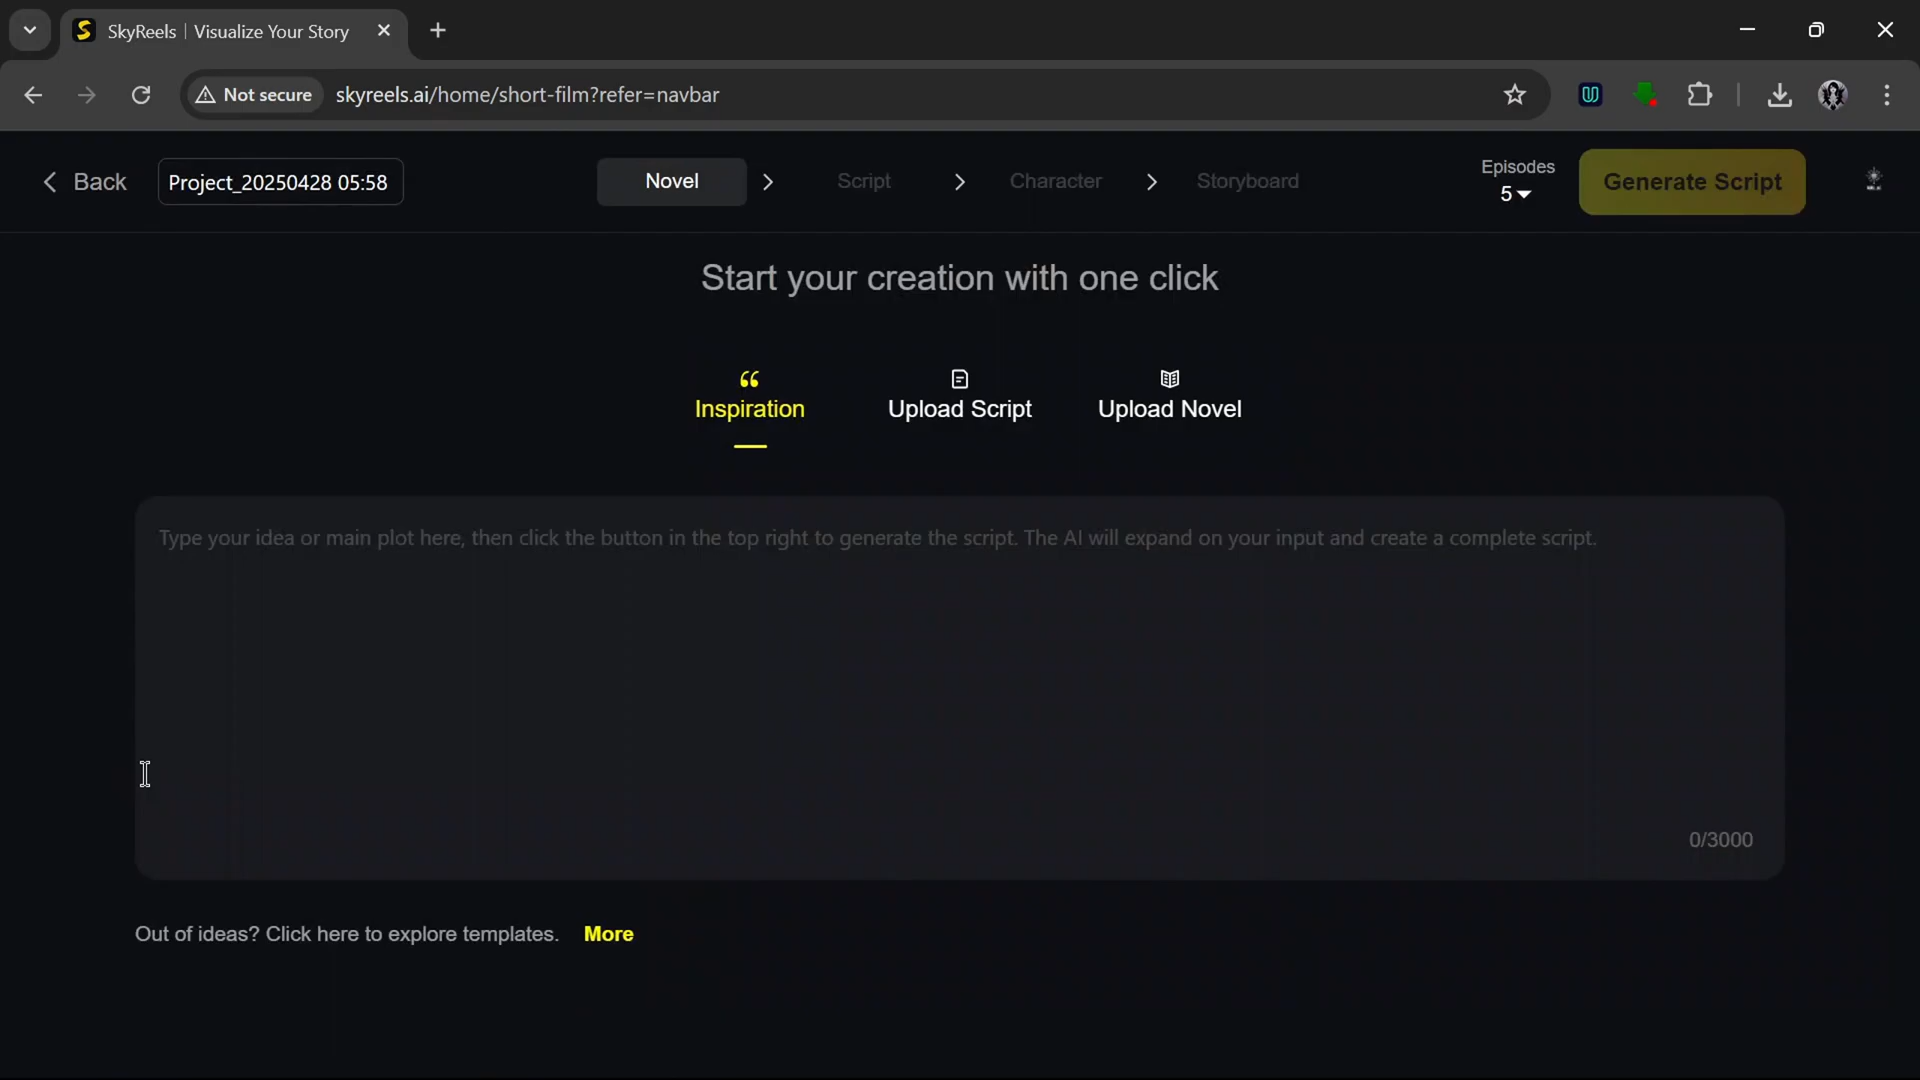 SkyReels | Visualize Your Story
Not secure
skyreels.ai/home/short-film?refer=navbar
Back
Project_20250428 05:58
Novel
Script
Character
Storyboard
Episodes
5
Generate Script
Start your creation with one click
Inspiration
Upload Script
Upload Novel
Type your idea or main plot here, then click the button in the top right to generate the script. The AI will expand on your input and create a complete script.
0/3000
Out of ideas? Click here to explore templates. More